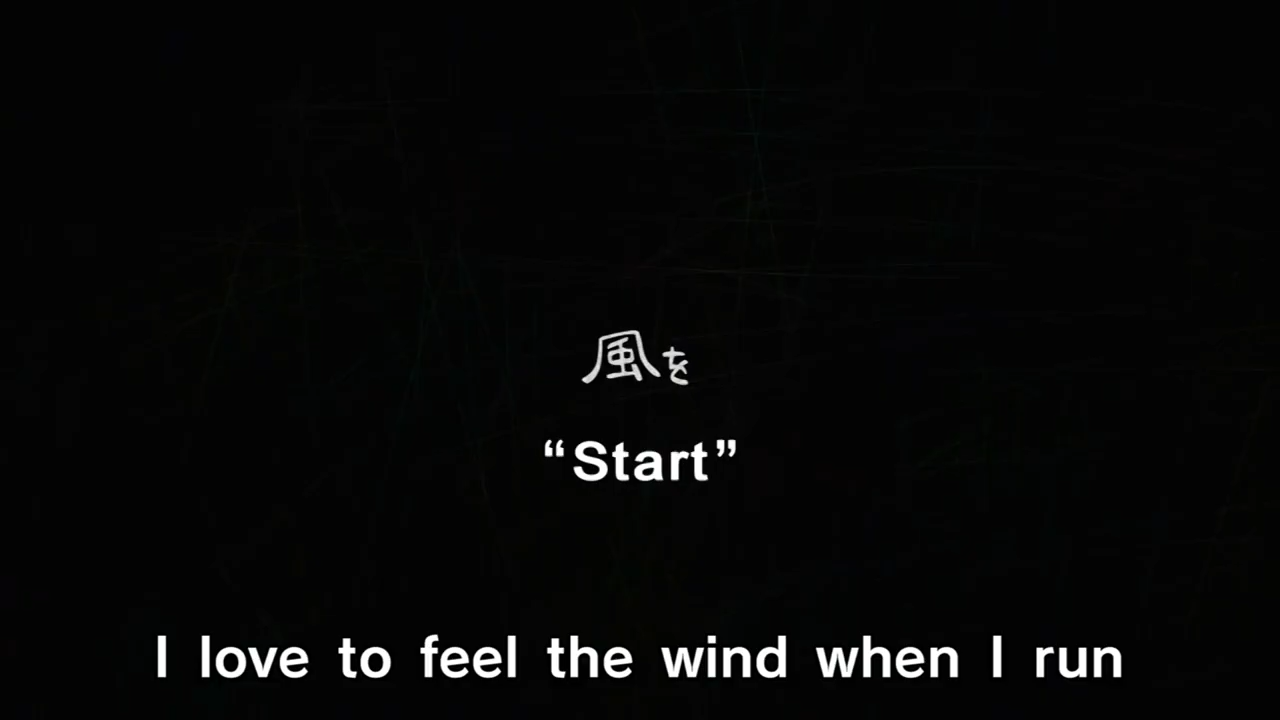 風を
“Start”
I love to feel the wind when I run